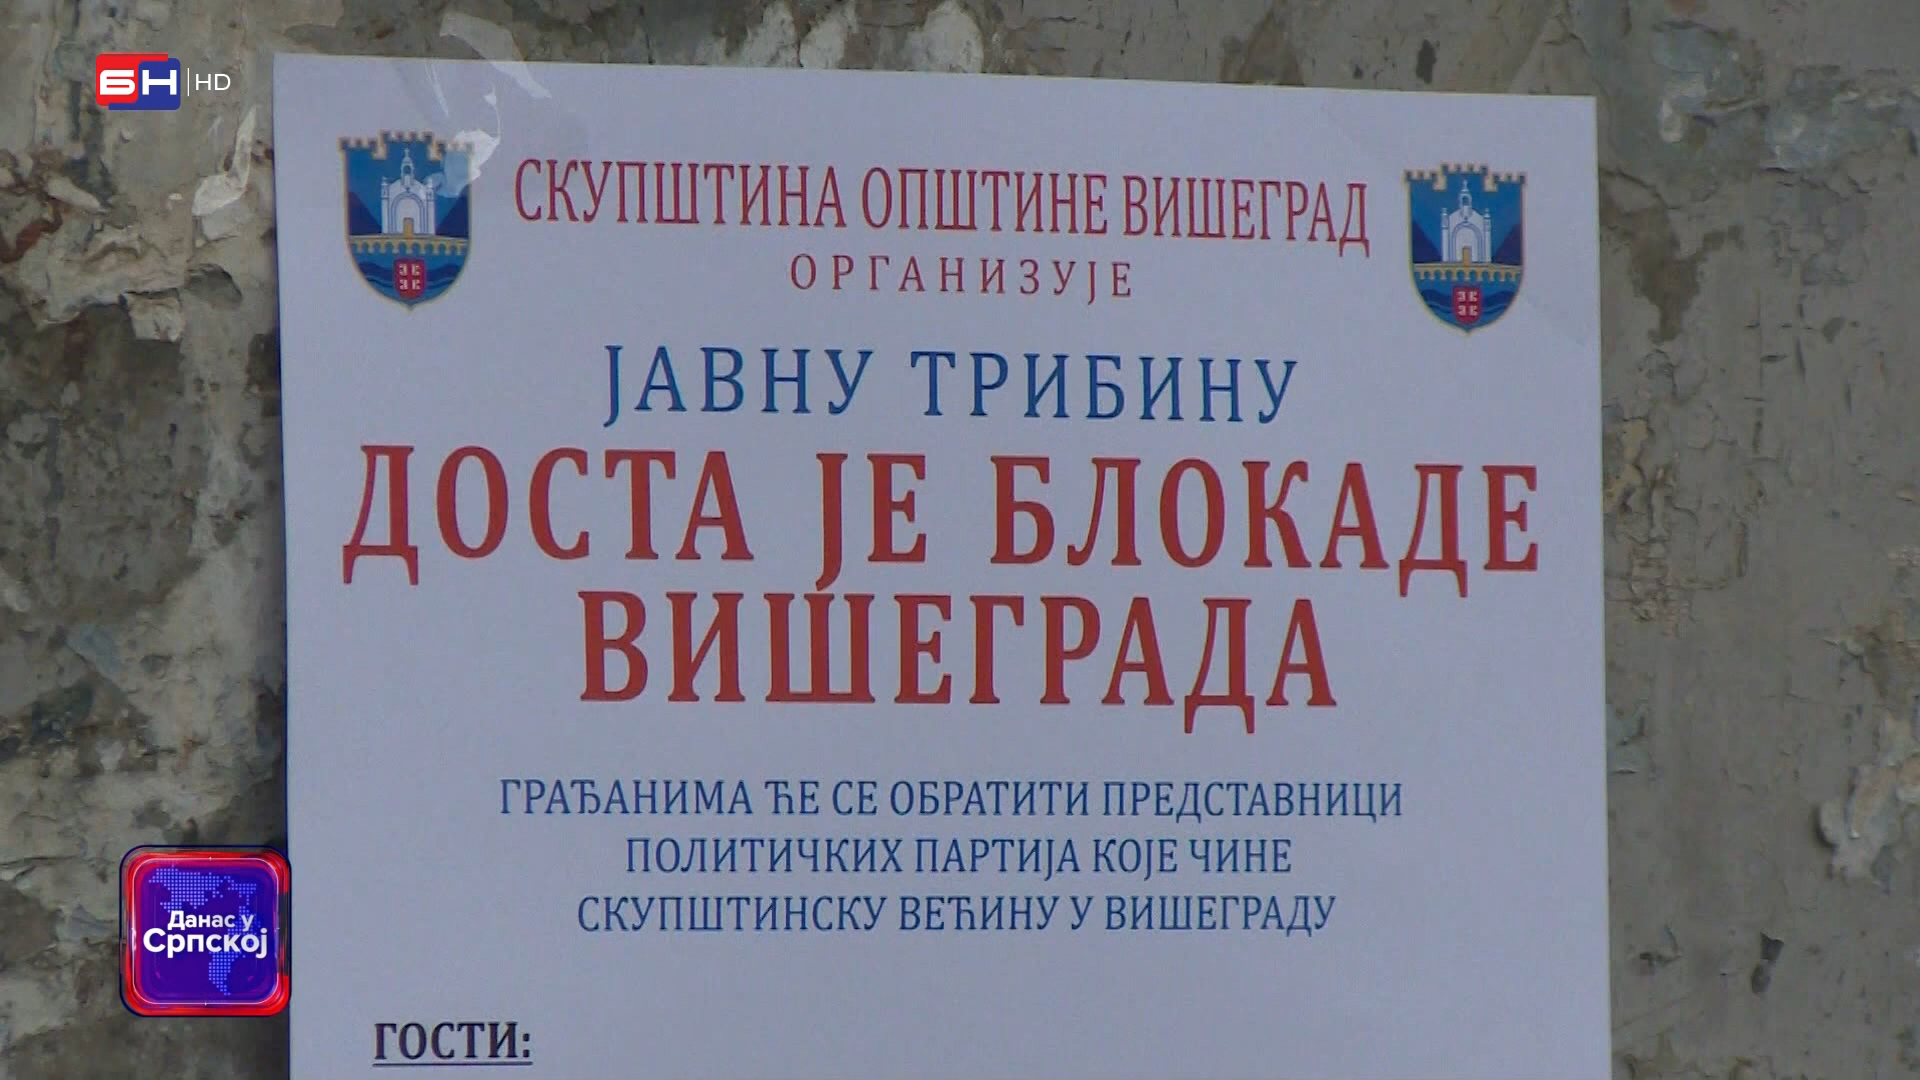 БН HD
СКУПШТИНА ОПШТИНЕ ВИШЕГРАД
ОРГАНИЗУЈЕ
ЈАВНУ ТРИБИНУ
ДОСТА ЈЕ БЛОКАДЕ
ВИШЕГРАДА
ГРАЂАНИМА ЋЕ СЕ ОБРАТИТИ ПРЕДСТАВНИЦИ
ПОЛИТИЧКИХ ПАРТИЈА КОЈЕ ЧИНЕ
СКУПШТИНСКУ ВЕЋИНУ У ВИШЕГРАДУ
Данас у
Српској
ГОСТИ: